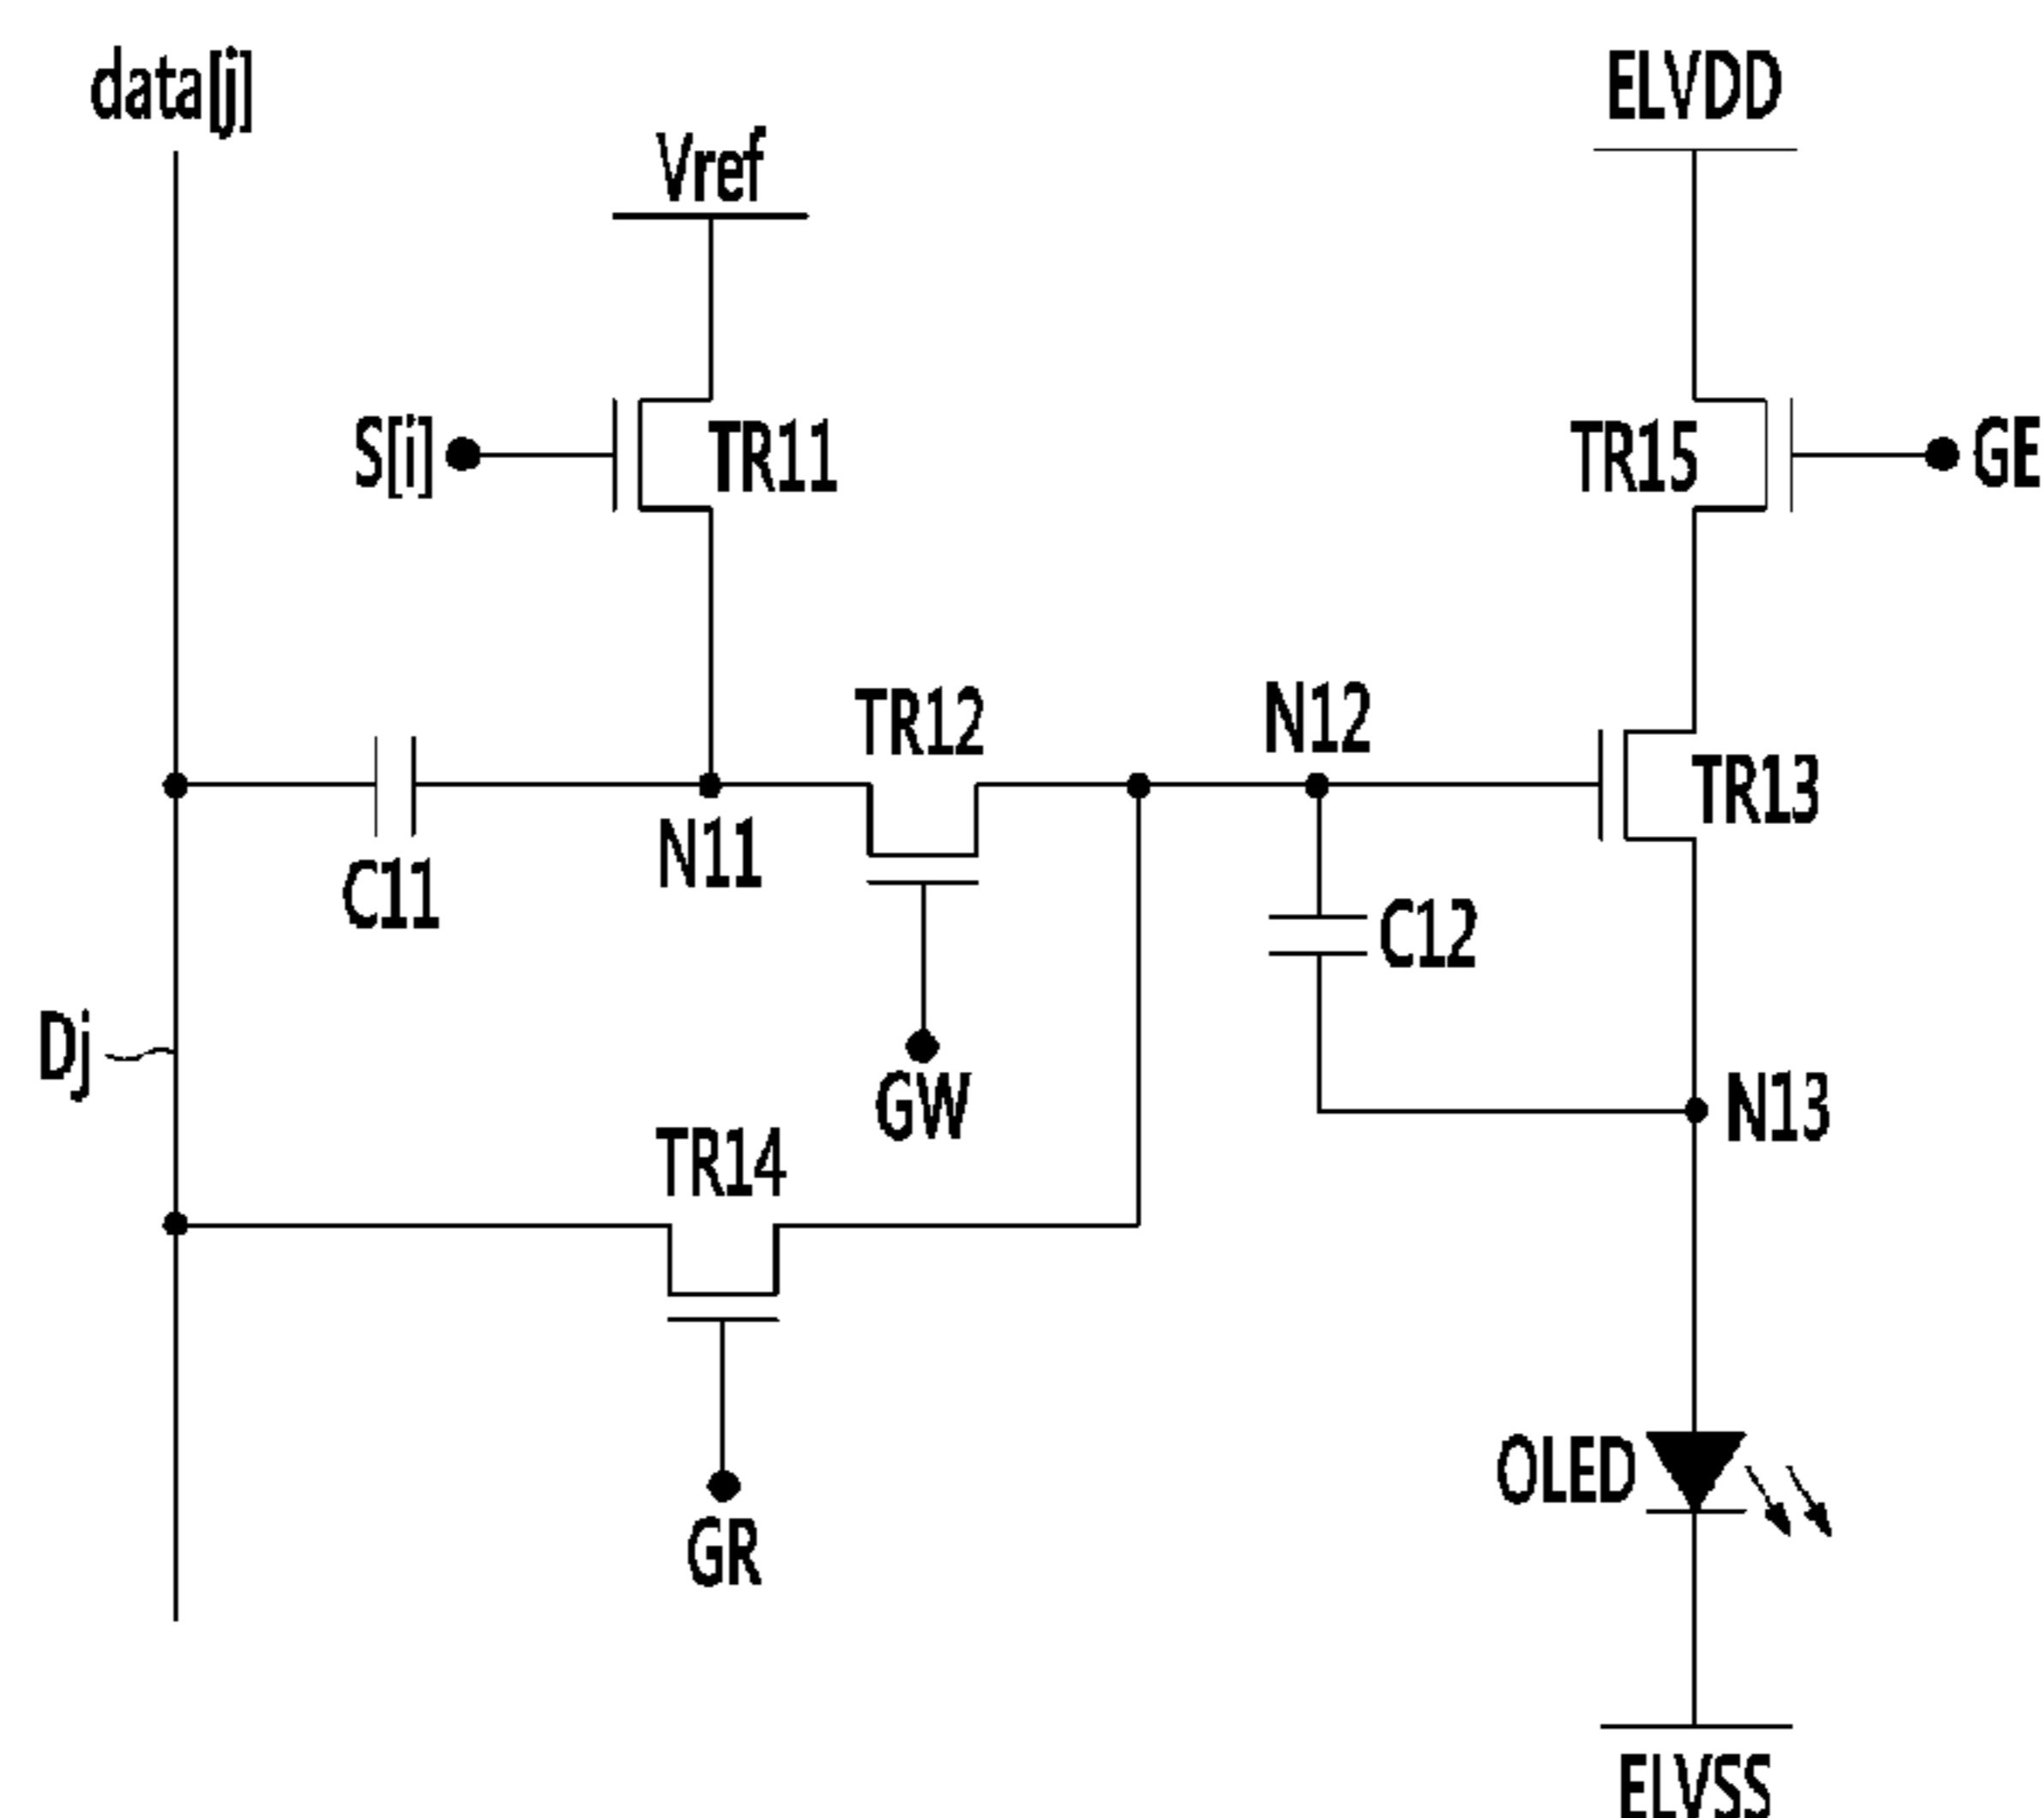 data[j]
ELVDD
Vref
S[i]
TR11
TR15
GE
TR12
N12
TR13
N11
C11
C12
Dj
GW
N13
TR14
OLED
GR
ELVSS